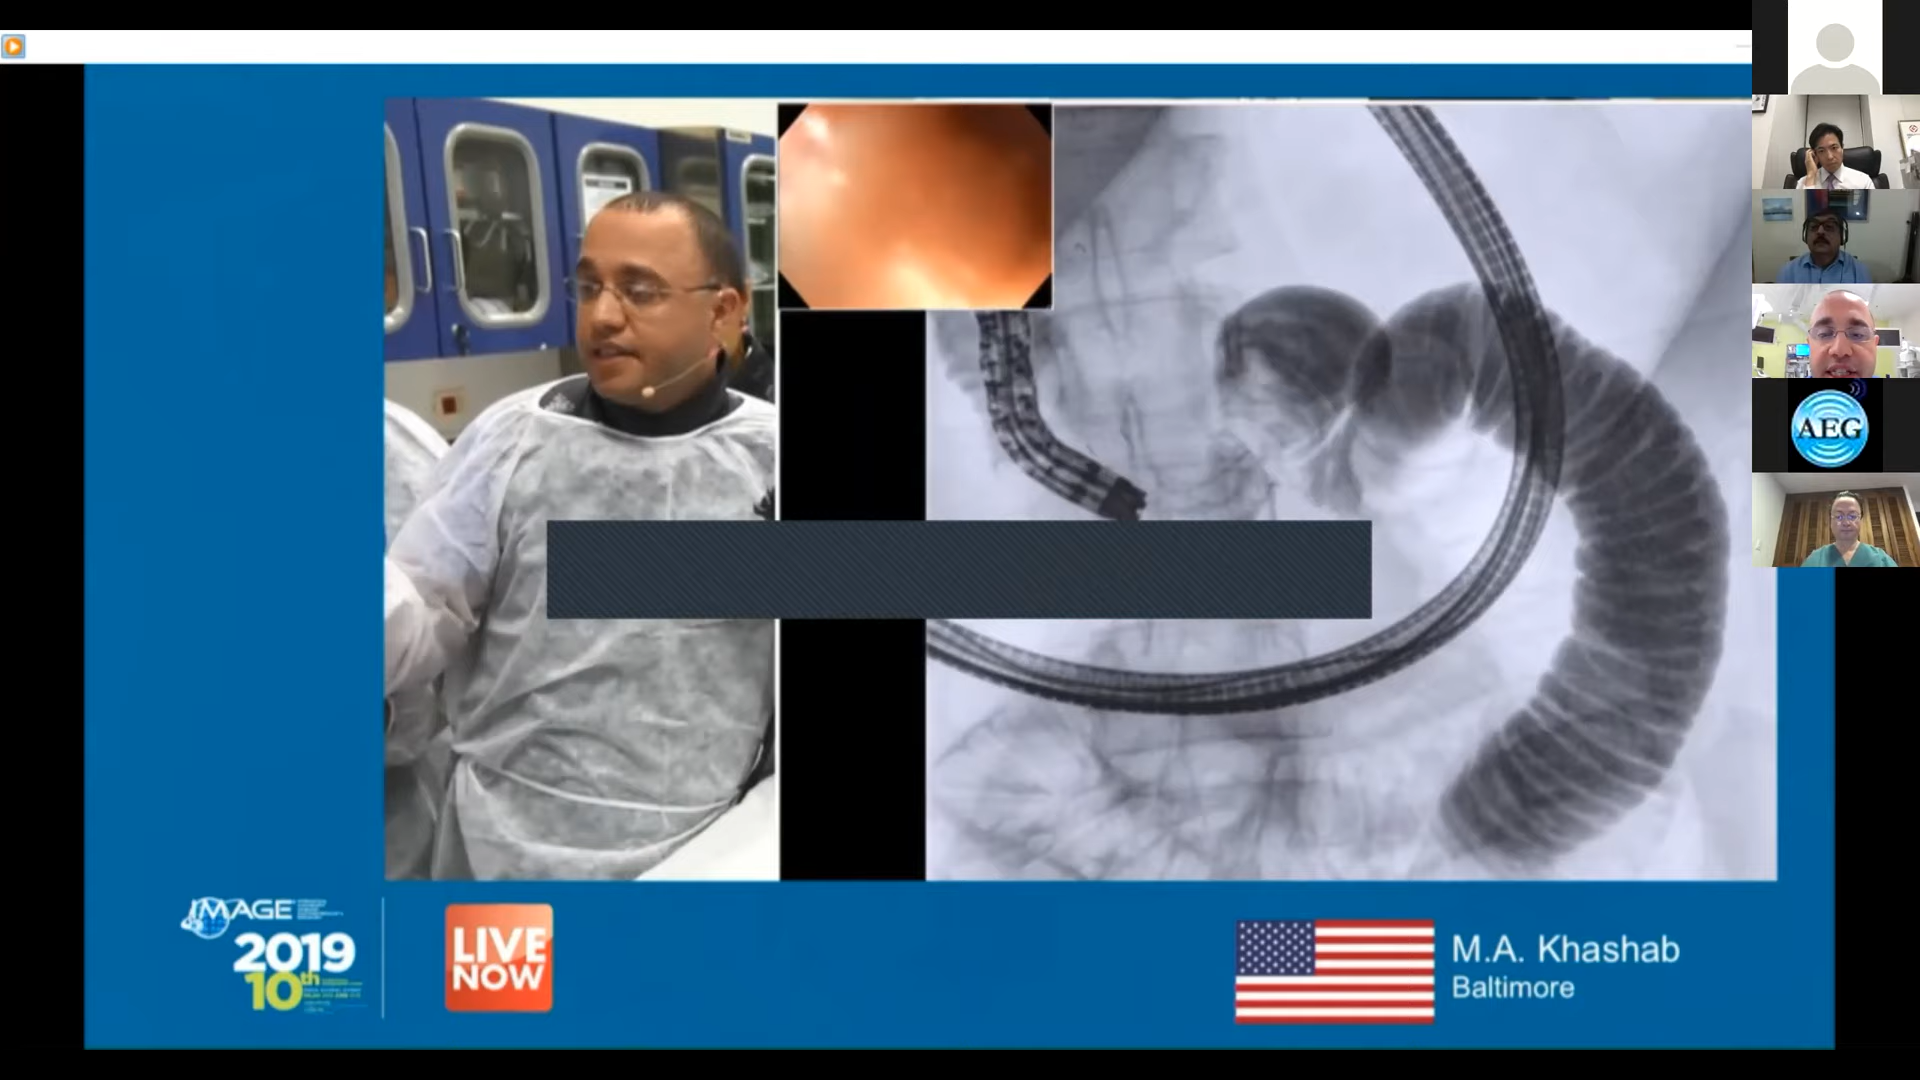 AEG
IMAGE
2019
10th
LIVE
NOW
M.A. Khashab
Baltimore